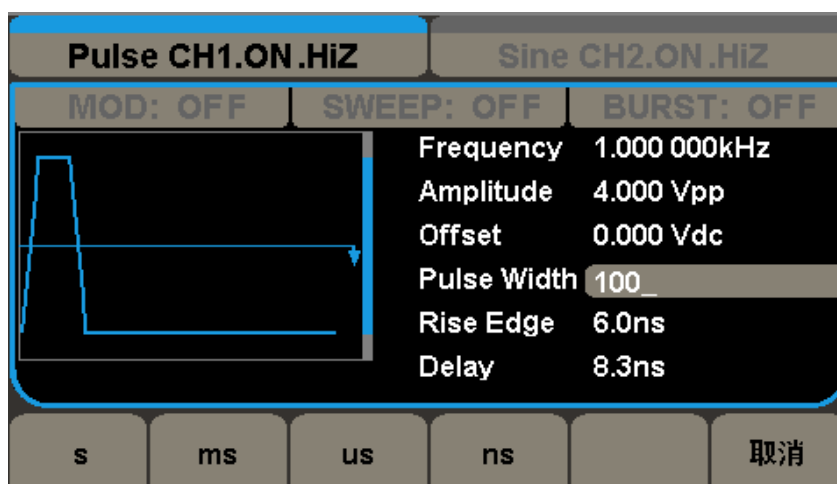 Pulse CH1.ON.HiZ Sine CH2.ON.HiZ
MOD: OFF SWEEP: OFF BURST: OFF
Frequency 1.000 000kHz
Amplitude 4.000 Vpp
Offset 0.000 Vdc
Pulse Width 100_
Rise Edge 6.0ns
Delay 8.3ns
s ms us ns 取消